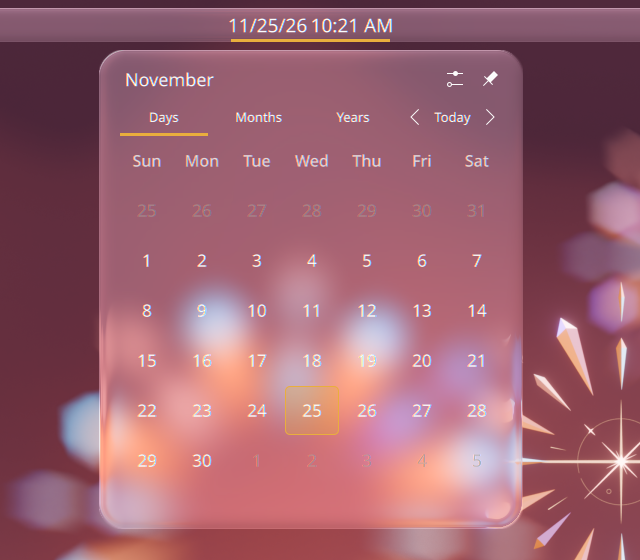 11/25/26 10:21 AM
November
Days Months Years Today
Sun Mon Tue Wed Thu Fri Sat
25 26 27 28 29 30 31
1 2 3 4 5 6 7
8 9 10 11 12 13 14
15 16 17 18 19 20 21
22 23 24 25 26 27 28
29 30 1 2 3 4 5